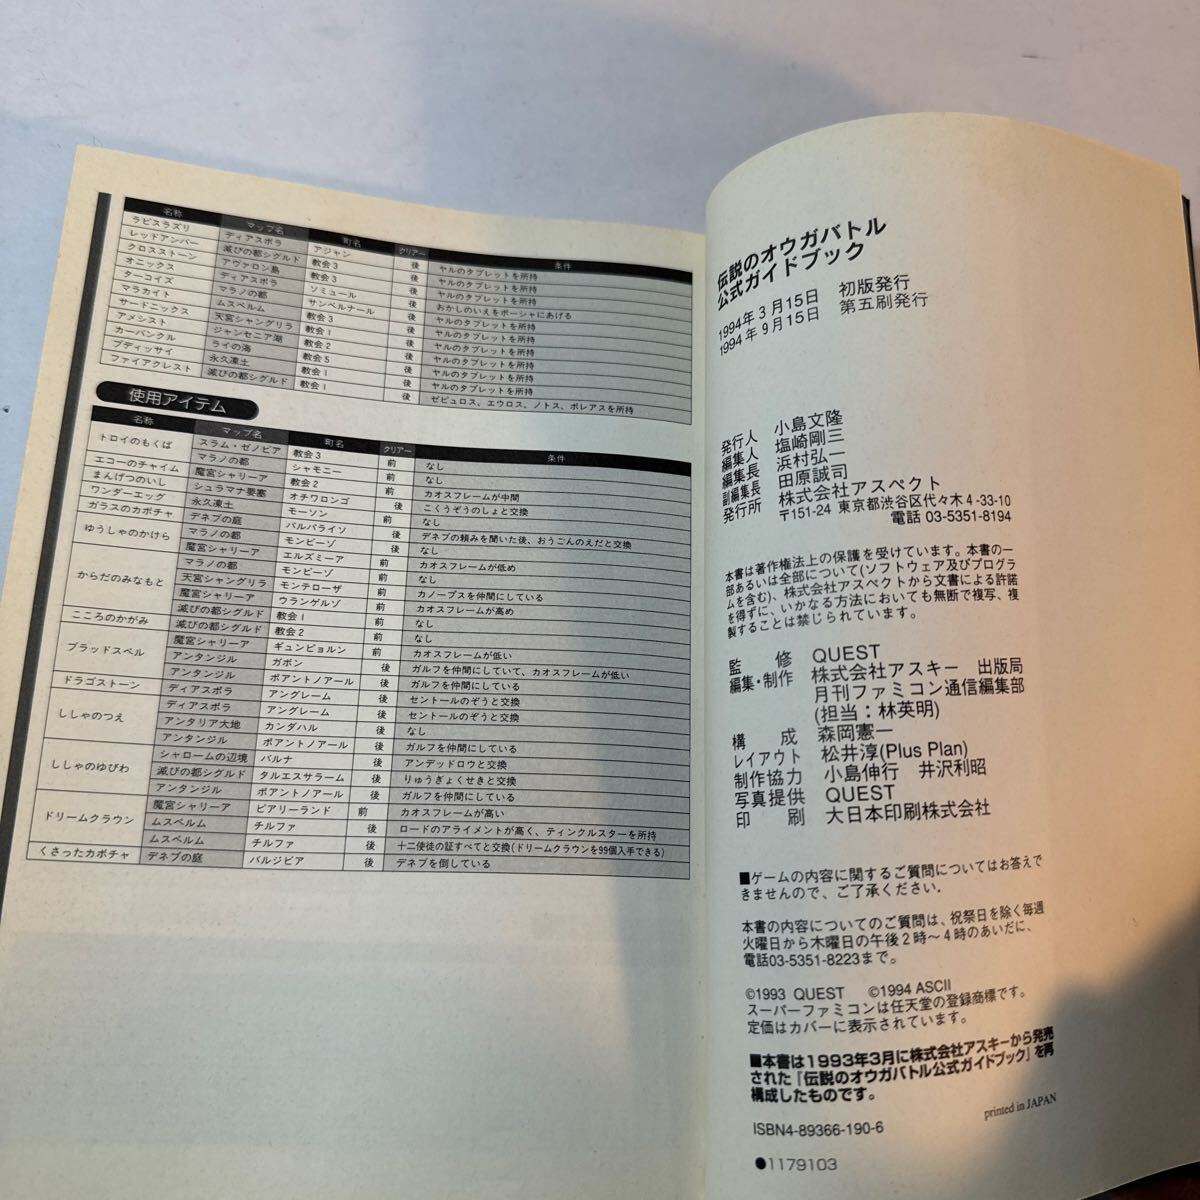 名称 マップ名 町名 クリアー 条件
ラピスラズリ ディアスポラ アジャン 後 ヤルのタブレットを所持
レッドアンバー 滅びの都シグルド 教会3 後 ヤルのタブレットを所持
クロスストーン アヴァロン島 教会3 後 ヤルのタブレットを所持
オニックス ディアスポラ ソミュール 後 ヤルのタブレットを所持
ターコイズ マラノの都 サンベルナール 後 おかしのいえをポーシャにあげる
マラカイト ムスペルム 教会3 後 ヤルのタブレットを所持
サードニックス 天宮シャングリラ 教会1 後 ヤルのタブレットを所持
アメシスト ジャンセニア湖 教会2 後 ヤルのタブレットを所持
カーバンクル ライの海 教会5 後 ヤルのタブレットを所持
ブディッサイ 永久凍土 教会1 後 ヤルのタブレットを所持
ファイアクレスト 滅びの都シグルド 教会1 後 ゼピュロス、エウロス、ノトス、ボレアスを所持
使用アイテム
名称 マップ名 町名 クリアー 条件
トロイのもくば スラム・ゼノビア 教会3 前 なし
エコーのチャイム マラノの都 シャモニー 前 なし
まんげつのいし 魔宮シャリーア 教会2 前 カオスフレームが中間
ワンダーエッグ シュラマナ要塞 オチワロンゴ 後 こくうぞうのしょと交換
ガラスのカボチャ 永久凍土 モーソン 前 なし
ゆうしゃのかけら デネブの庭 バルパライソ 後 デネブの頼みを聞いた後、おうごんのえだと交換
マラノの都 モンペーゾ 後 なし
からだのみなもと 魔宮シャリーア エルズミーア 前 カオスフレームが低め
マラノの都 モンペーゾ 前 なし
天宮シャングリラ モンテローザ 後 カノープスを仲間にしている
魔宮シャリーア ウランゲルゾ 前 カオスフレームが高め
こころのかがみ 滅びの都シグルド 教会1 前 なし
ブラッドスペル 滅びの都シグルド 教会2 前 なし
魔宮シャリーア ギュンビョルン 前 カオスフレームが低い
アンタンジル ガボン 後 ガルフを仲間にしていて、カオスフレームが低い
ドラゴストーン アンタンジル ポアントノアール 後 ガルフを仲間にしている
ししゃのつえ ディアスポラ アングレーム 後 セントールのぞうと交換
ディアスポラ アングレーム 後 セントールのぞうと交換
アンタリア大地 カンダハル 後 なし
アンタンジル ポアントノアール 後 ガルフを仲間にしている
ししゃのゆびわ シャロームの辺境 バルナ 後 アンデッドロウと交換
滅びの都シグルド タルエスサラーム 後 りゅうぎょくせきと交換
アンタンジル ポアントノアール 後 ガルフを仲間にしている
ドリームクラウン 魔宮シャリーア ピアリーランド 前 カオスフレームが高い
ムスペルム チルファ 後 ロードのアライメントが高く、ティンクルスターを所持
ムスペルム チルファ 後 十二使徒の証すべてと交換(ドリームクラウンを99個入手できる)
くさったカボチャ デネブの庭 バルジビア 後 デネブを倒している
伝説のオウガバトル
公式ガイドブック
1994年3月15日 初版発行
1994年9月15日 第五刷発行
発行人 小島文隆
編集人 塩崎剛三
編集長 浜村弘一
副編集長 田原誠司
発行所 株式会社アスペクト
〒151-24 東京都渋谷区代々木4-33-10
電話 03-5351-8194
本書は著作権法上の保護を受けています。本書の一
部あるいは全部について(ソフトウェア及びプログラ
ムを含む)、株式会社アスペクトから文書による許諾
を得ずに、いかなる方法においても無断で複写、複
製することは禁じられています。
監修 QUEST
編集・制作 株式会社アスキー 出版局
月刊ファミコン通信編集部
(担当：林英明)
構成 森岡憲一
レイアウト 松井淳(Plus Plan)
制作協力 小島伸行 井沢利昭
写真提供 QUEST
印刷 大日本印刷株式会社
■ゲームの内容に関するご質問についてはお答えで
きませんので、ご了承ください。
本書の内容についてのご質問は、祝祭日を除く毎週
火曜日から木曜日の午後2時〜4時のあいだに、
電話03-5351-8223まで。
©1993 QUEST ©1994 ASCII
スーパーファミコンは任天堂の登録商標です。
定価はカバーに表示されています。
■本書は1993年3月に株式会社アスキーから発売
された『伝説のオウガバトル公式ガイドブック』を再
構成したものです。
printed in JAPAN
ISBN4-89366-190-6
●1179103